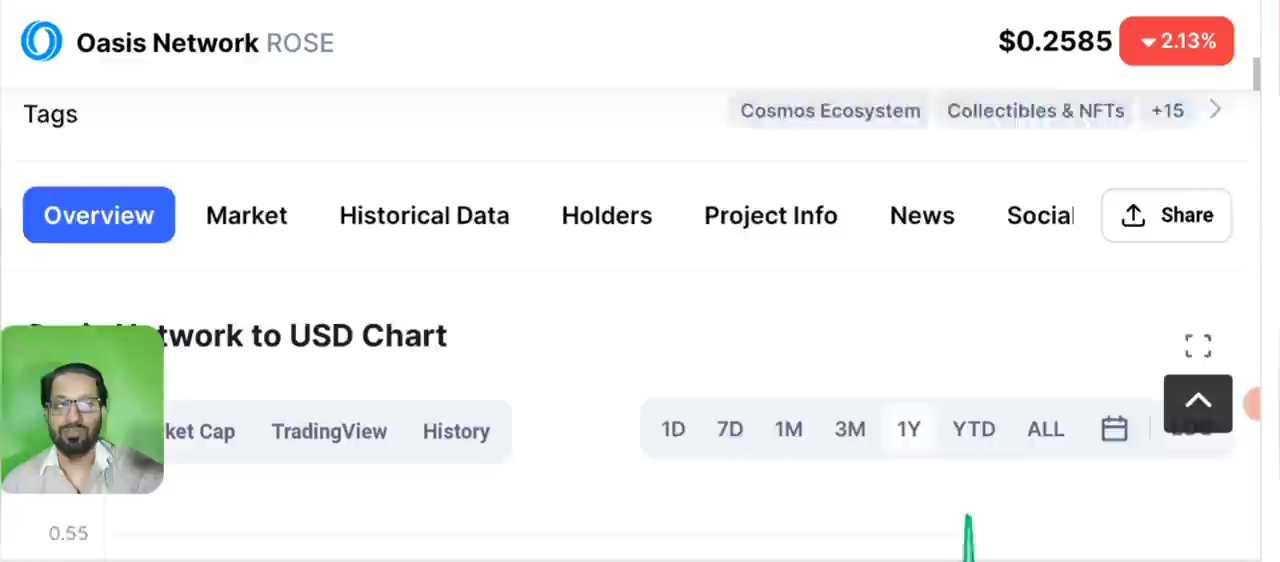 Oasis Network ROSE $0.2585 2.13%
Tags Cosmos Ecosystem Collectibles & NFTs +15
Overview Market Historical Data Holders Project Info News Social Share
twork to USD Chart
ket Cap TradingView History 1D 7D 1M 3M 1Y YTD ALL
0.55